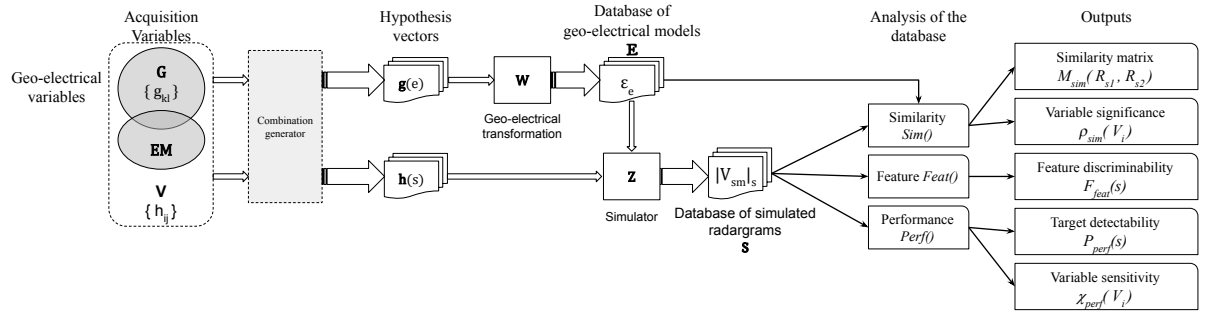 Acquisition
Variables
Geo-electrical
variables
G
{ g_kl }
EM
V
{ h_ij }
Combination
generator
Hypothesis
vectors
g(e)
h(s)
W
Geo-electrical
transformation
Database of
geo-electrical models
E
ε_e
Z
Simulator
|V_sm|_s
Database of simulated
radargrams
S
Analysis of the
database
Similarity
Sim()
Feature Feat()
Performance
Perf()
Outputs
Similarity matrix
M_sim( R_s1 , R_s2 )
Variable significance
ρ_sim( V_i )
Feature discriminability
F_feat(s)
Target detectability
P_perf(s)
Variable sensitivity
χ_perf( V_i )